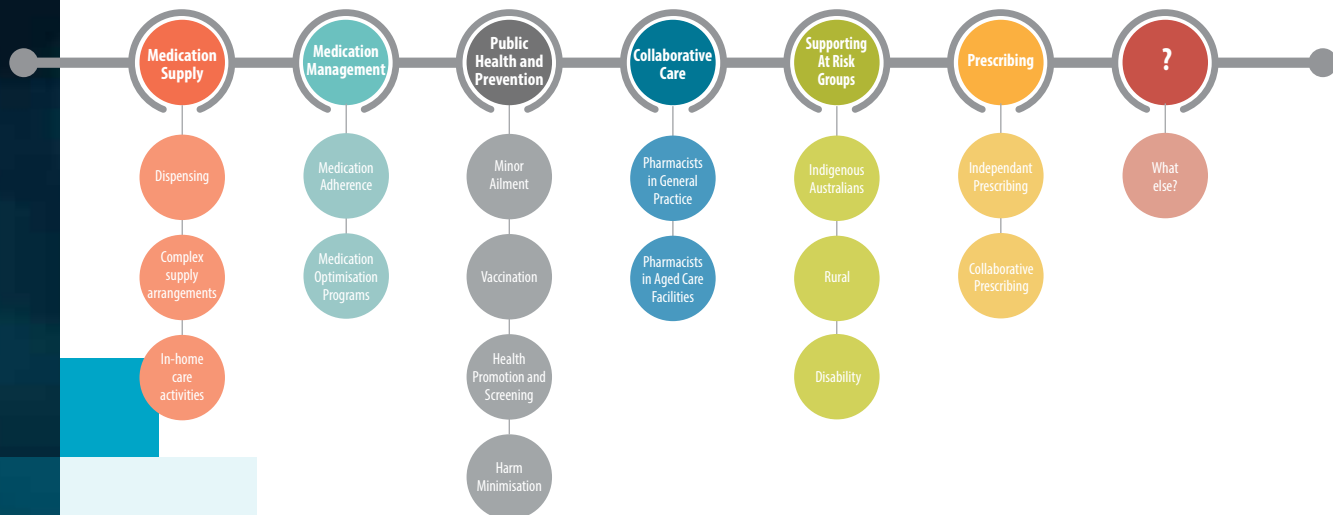 Medication
Supply
Medication
Management
Public
Health and
Prevention
Collaborative
Care
Supporting
At Risk
Groups
Prescribing
?
Dispensing
Complex
supply
arrangements
In-home
care
activities
Medication
Adherence
Medication
Optimisation
Programs
Minor
Ailment
Vaccination
Health
Promotion and
Screening
Harm
Minimisation
Pharmacists
in General
Practice
Pharmacists
in Aged Care
Facilities
Indigenous
Australians
Rural
Disability
Independant
Prescribing
Collaborative
Prescribing
What
else?